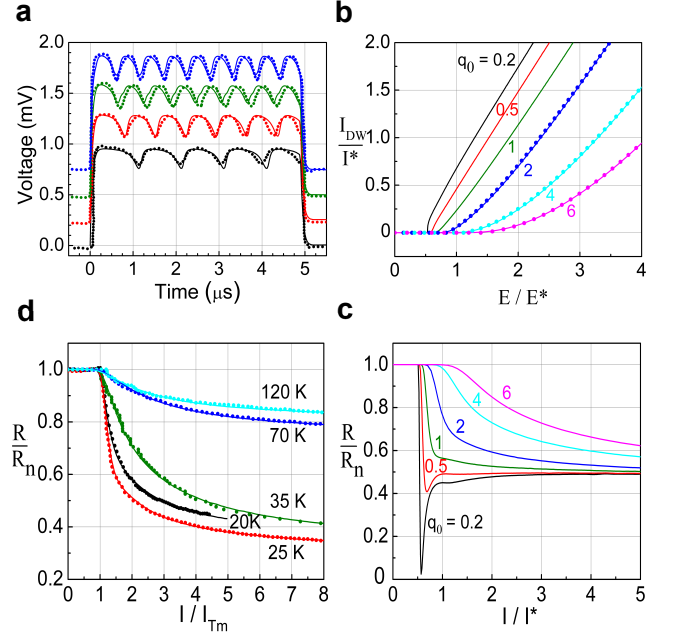 a
Voltage (mV)
2.0
1.5
1.0
0.5
0.0
0 1 2 3 4 5
Time (μs)
b
I_DW / I*
2.0
1.5
1.0
0.5
0
q₀ = 0.2
0.5
1
2
4
6
0 1 2 3 4
E / E*
d
R / Rₙ
1.0
0.8
0.6
0.4
0.2
120 K
70 K
35 K
20K
25 K
0 1 2 3 4 5 6 7 8
I / I_Tm
c
R / Rₙ
1.0
0.8
0.6
0.4
0.2
0
6
4
2
1
0.5
q₀ = 0.2
0 1 2 3 4 5
I / I*